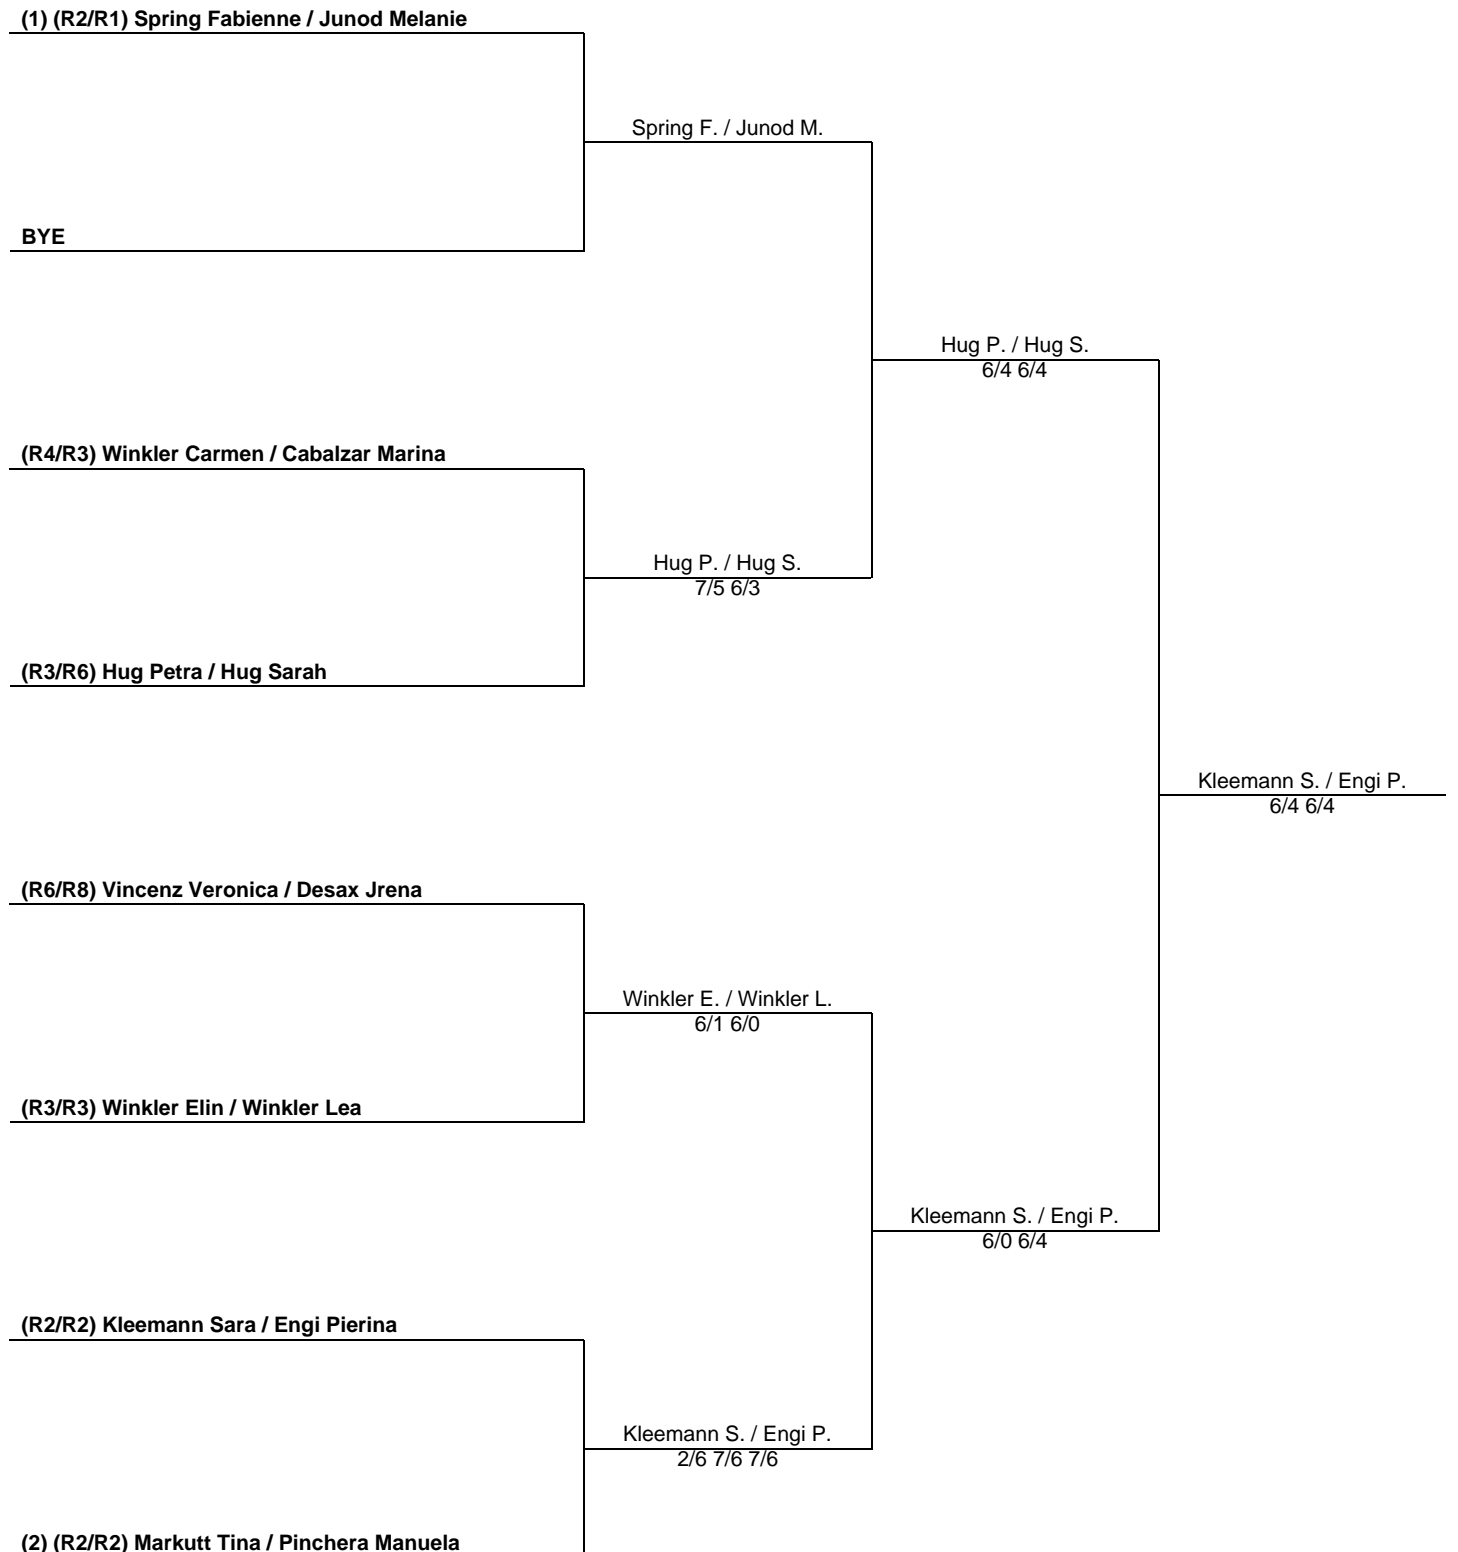 (1) (R2/R1) Spring Fabienne / Junod Melanie
Spring F. / Junod M.
BYE
Hug P. / Hug S.
6/4 6/4
(R4/R3) Winkler Carmen / Cabalzar Marina
Hug P. / Hug S.
7/5 6/3
(R3/R6) Hug Petra / Hug Sarah
Kleemann S. / Engi P.
6/4 6/4
(R6/R8) Vincenz Veronica / Desax Jrena
Winkler E. / Winkler L.
6/1 6/0
(R3/R3) Winkler Elin / Winkler Lea
Kleemann S. / Engi P.
6/0 6/4
(R2/R2) Kleemann Sara / Engi Pierina
Kleemann S. / Engi P.
2/6 7/6 7/6
(2) (R2/R2) Markutt Tina / Pinchera Manuela